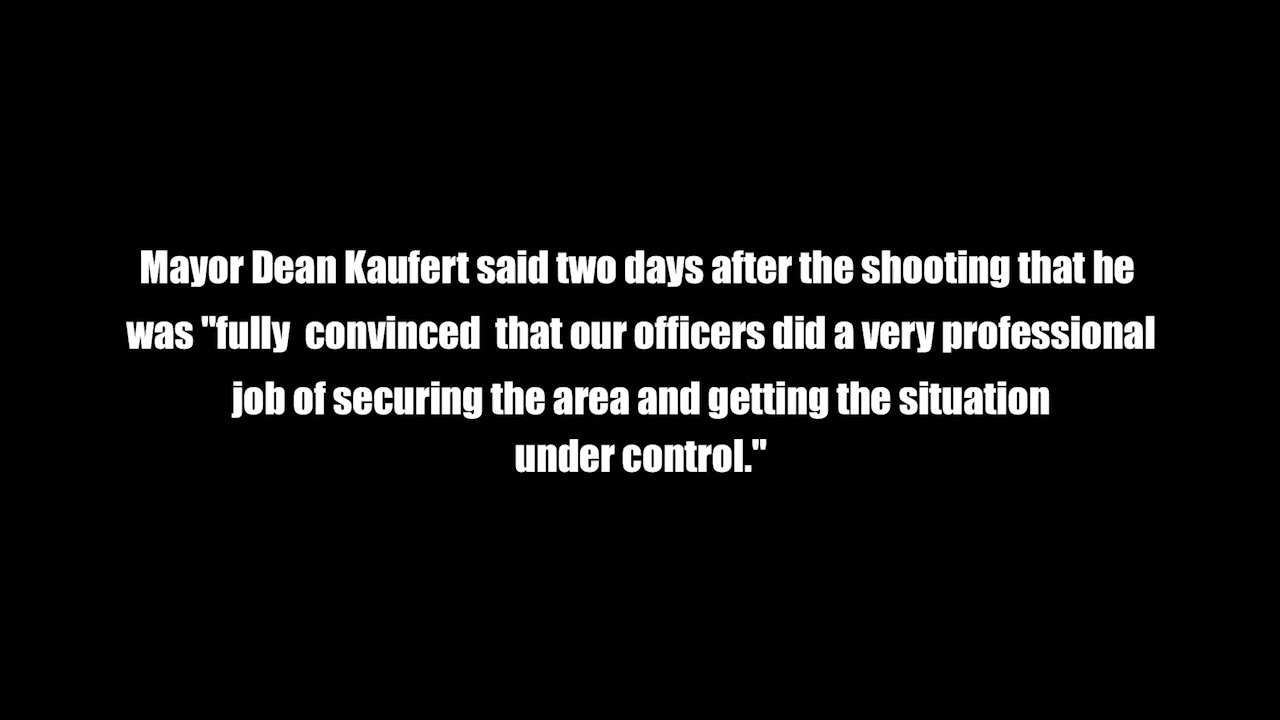 Mayor Dean Kaufert said two days after the shooting that he
was "fully  convinced  that our officers did a very professional
job of securing the area and getting the situation
under control."